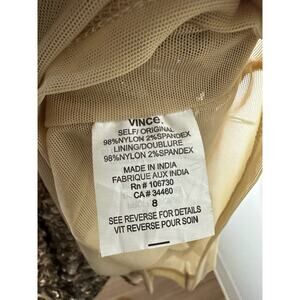 VINCE.
SELF/ ORIGINAL
98%NYLON 2%SPANDEX
LINING/DOUBLURE
98%NYLON 2%SPANDEX
MADE IN INDIA
FABRIQUE AUX INDIA
Rn # 106730
CA # 34460
8
SEE REVERSE FOR DETAILS
VIT REVERSE POUR SOIN